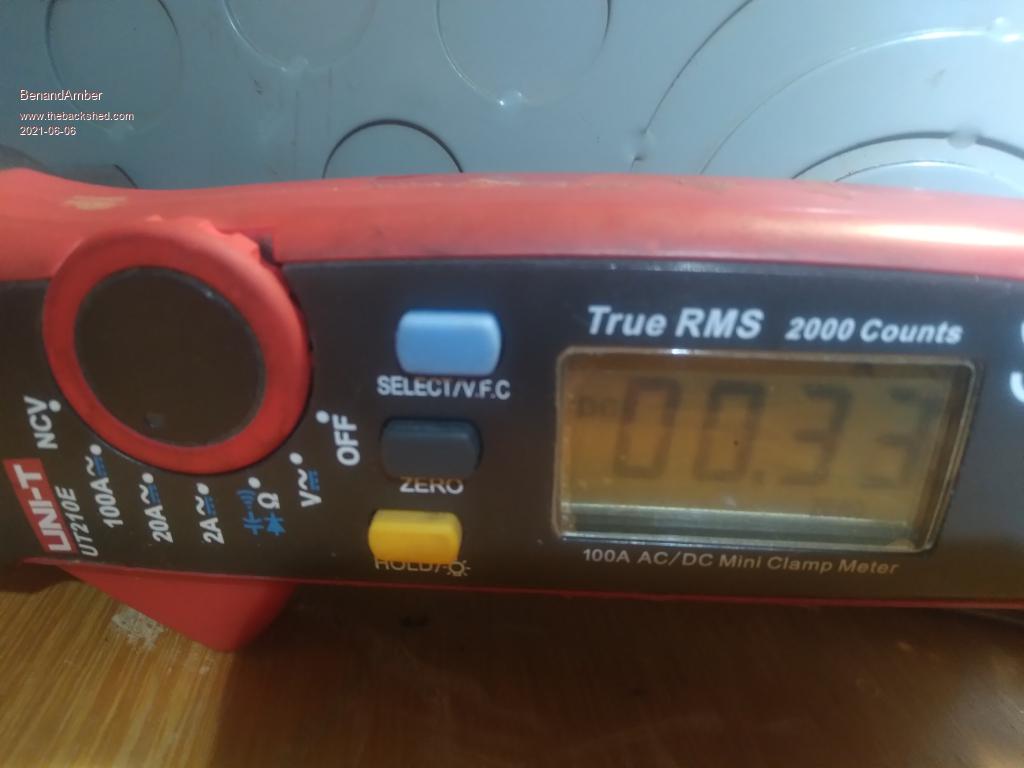 BenandAmber
www.thebackshed.com
2021-06-06
True RMS 2000 Counts
SELECT/V.F.C
DC 00.33
ZERO
HOLD/
100A AC/DC Mini Clamp Meter
OFF
V
Ω
2A
20A
100A
NCV
UNI-T
UT210E